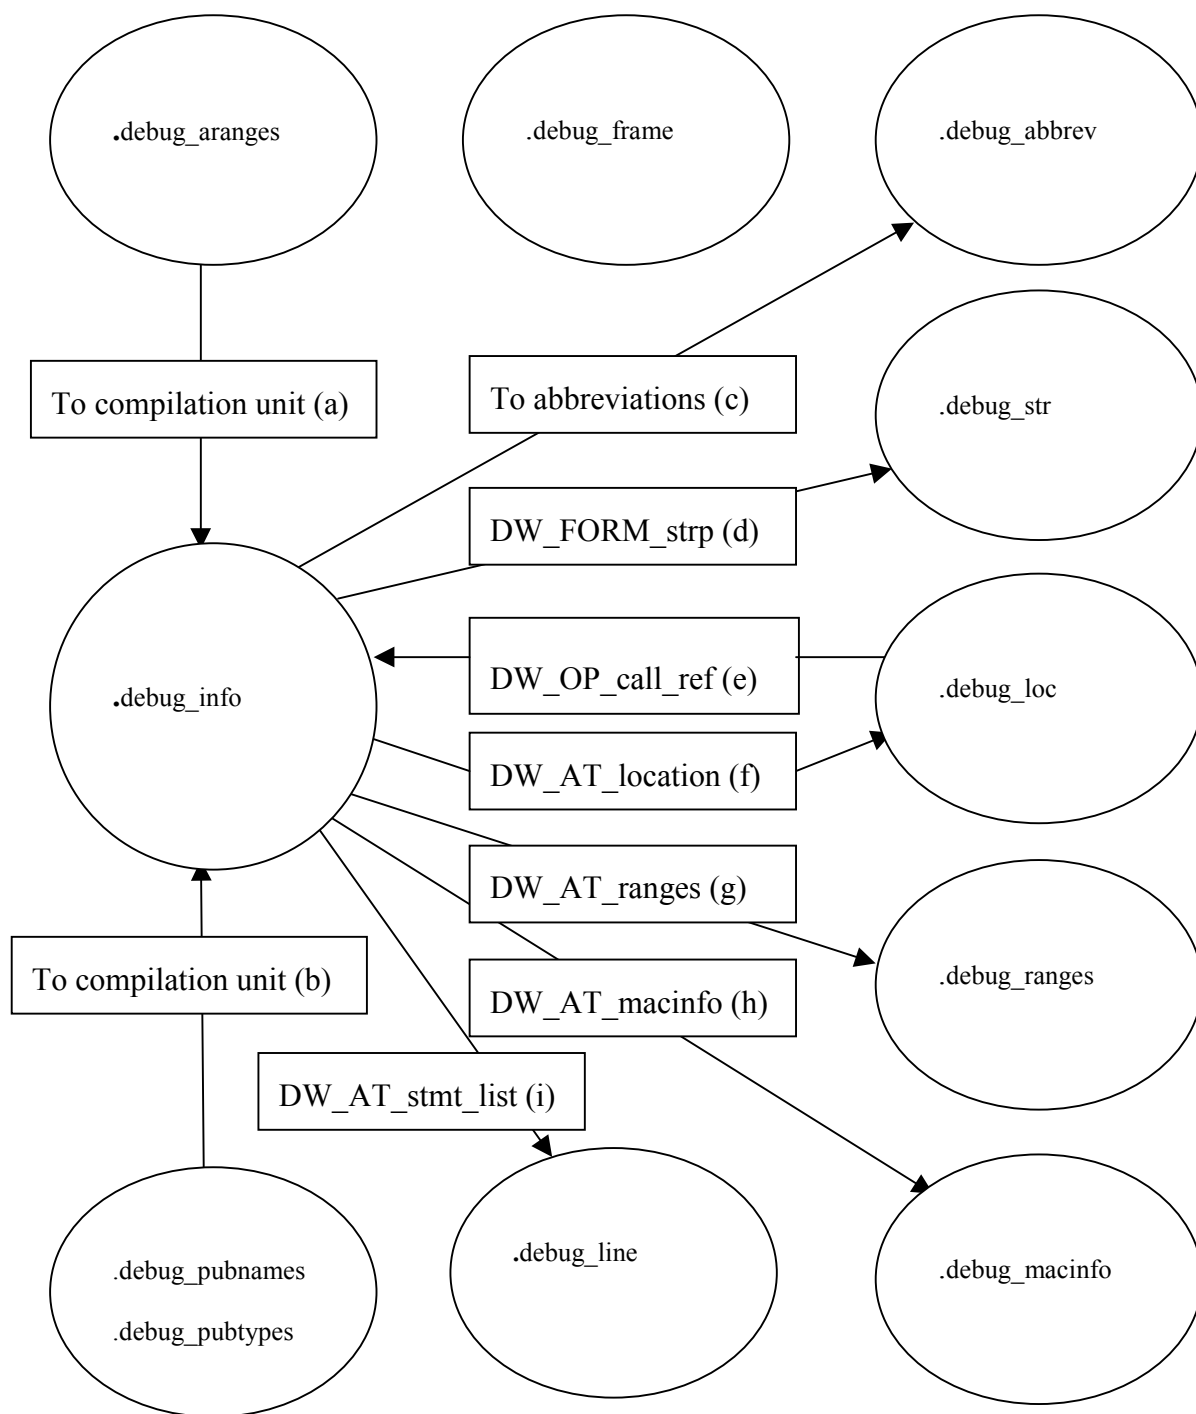 .debug_aranges
.debug_frame
.debug_abbrev
To compilation unit (a)
To abbreviations (c)
.debug_str
DW_FORM_strp (d)
.debug_info
DW_OP_call_ref (e)
.debug_loc
DW_AT_location (f)
DW_AT_ranges (g)
To compilation unit (b)
DW_AT_macinfo (h)
.debug_ranges
DW_AT_stmt_list (i)
.debug_pubnames
.debug_pubtypes
.debug_line
.debug_macinfo